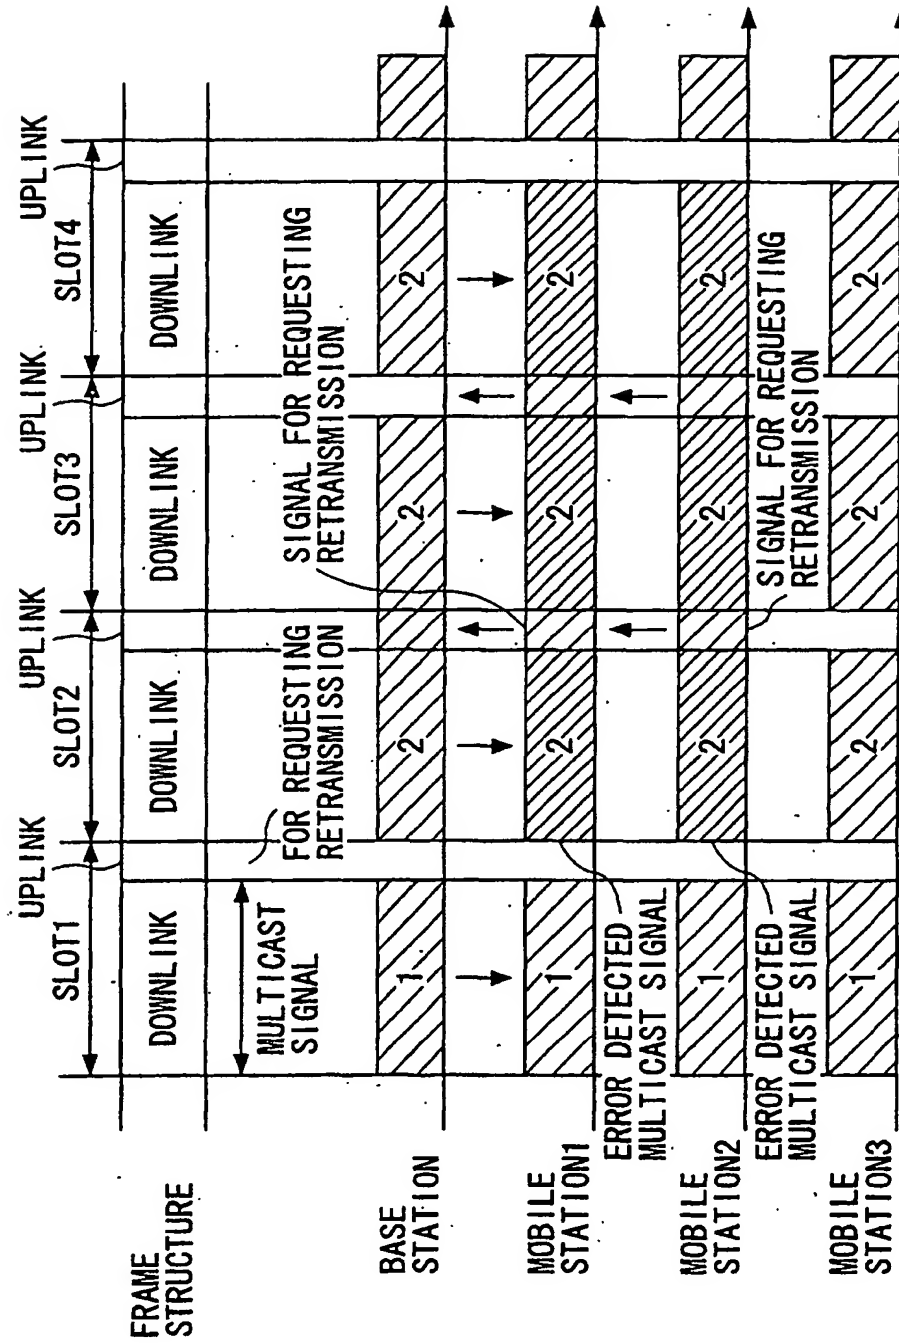 UPLINK
UPLINK
UPLINK
UPLINK
SLOT1
SLOT2
SLOT3
SLOT4
FRAME
STRUCTURE
DOWNLINK
DOWNLINK
DOWNLINK
DOWNLINK
MULTICAST
SIGNAL
FOR REQUESTING
RETRANSMISSION
SIGNAL FOR REQUESTING
RETRANSMISSION
BASE
STATION
1
2
2
2
MOBILE
STATION1
1
2
2
2
ERROR DETECTED
MULTICAST SIGNAL
MOBILE
STATION2
1
2
2
2
ERROR DETECTED
MULTICAST SIGNAL
SIGNAL FOR REQUESTING
RETRANSMISSION
MOBILE
STATION3
1
2
2
2